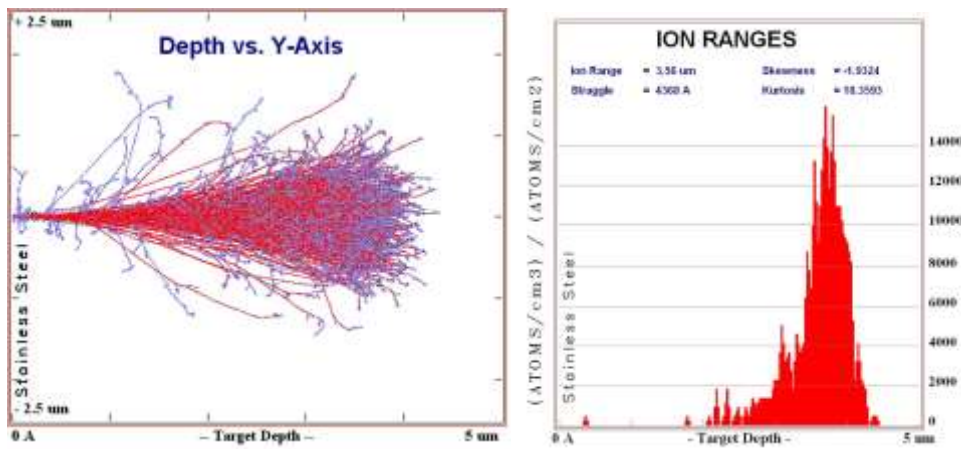 + 2.5 um
Depth vs. Y-Axis
Stainless Steel
- 2.5 um
0 A
-- Target Depth --
5 um
ION RANGES
Ion Range = 3.56 um
Skewness = -1.9324
Straggle = 4368 A
Kurtosis = 10.3593
(ATOMS/cm3) / (ATOMS/cm2)
Stainless Steel
14000
12000
10000
8000
6000
4000
2000
0
0 A
- Target Depth -
5 um